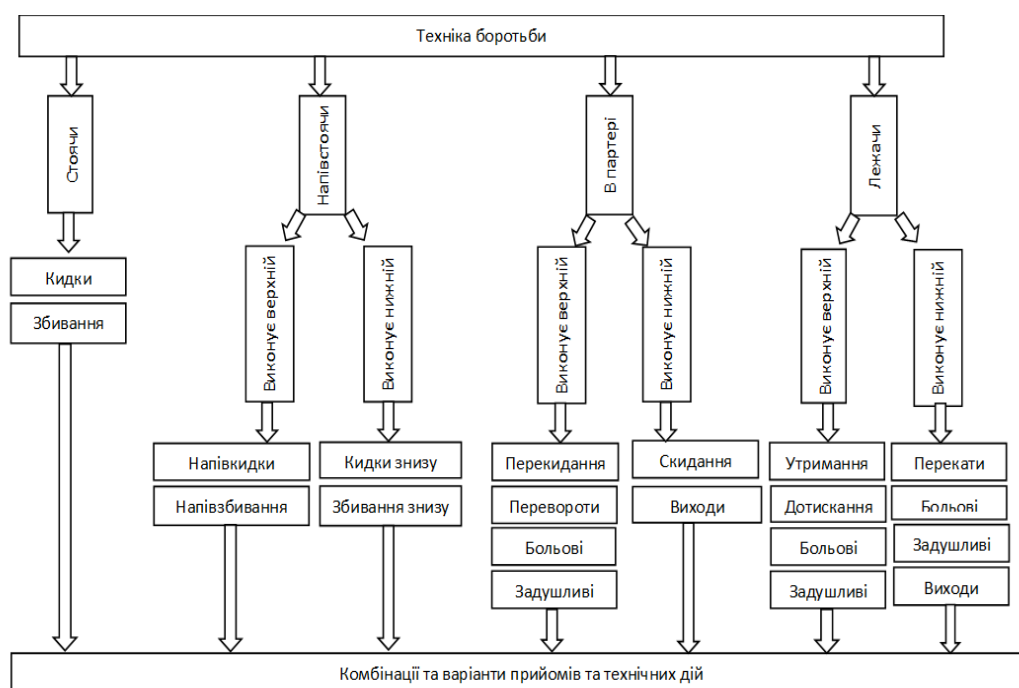 Техніка боротьби
Стоячи
Напівстоячи
В партері
Лежачи
Виконує верхній
Виконує нижній
Виконує верхній
Виконує нижній
Виконує верхній
Виконує нижній
Кидки
Збивання
Напівкидки
Напівзбивання
Кидки знизу
Збивання знизу
Перекидання
Перевороти
Больові
Задушливі
Скидання
Виходи
Утримання
Дотискання
Больові
Задушливі
Перекати
Больові
Задушливі
Виходи
Комбінації та варіанти прийомів та технічних дій